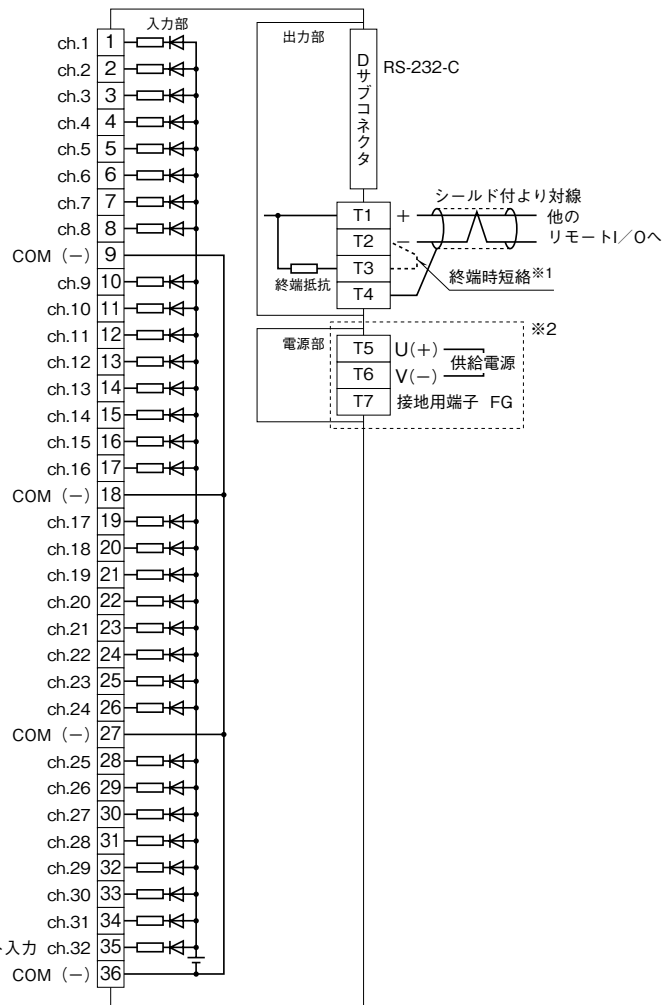 入力部
ch.1 1
ch.2 2
ch.3 3
ch.4 4
ch.5 5
ch.6 6
ch.7 7
ch.8 8
COM（−） 9
ch.9 10
ch.10 11
ch.11 12
ch.12 13
ch.13 14
ch.14 15
ch.15 16
ch.16 17
COM（−） 18
ch.17 19
ch.18 20
ch.19 21
ch.20 22
ch.21 23
ch.22 24
ch.23 25
ch.24 26
COM（−） 27
ch.25 28
ch.26 29
ch.27 30
ch.28 31
ch.29 32
ch.30 33
ch.31 34
入力 ch.32 35
COM（−） 36
出力部
Dサブコネクタ
RS-232-C
シールド付より対線
T1 +
T2 −
T3
T4
他の
リモートI／Oへ
終端抵抗
終端時短絡※1
電源部
※2
T5 U(+)
T6 V(−)
供給電源
T7 接地用端子 FG